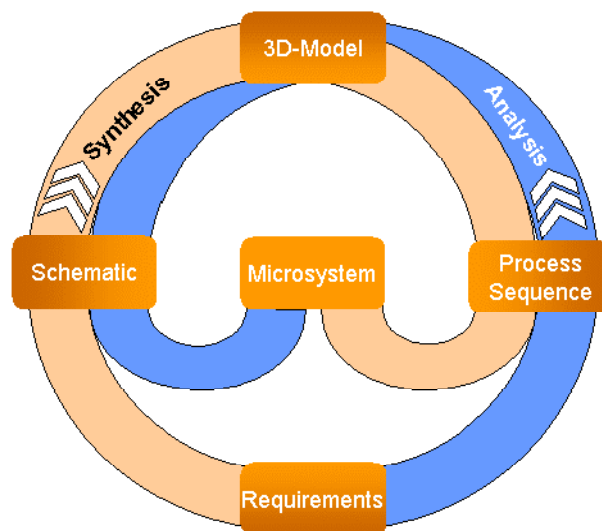 3D-Model
Synthesis
Analysis
Schematic
Microsystem
Process
Sequence
Requirements